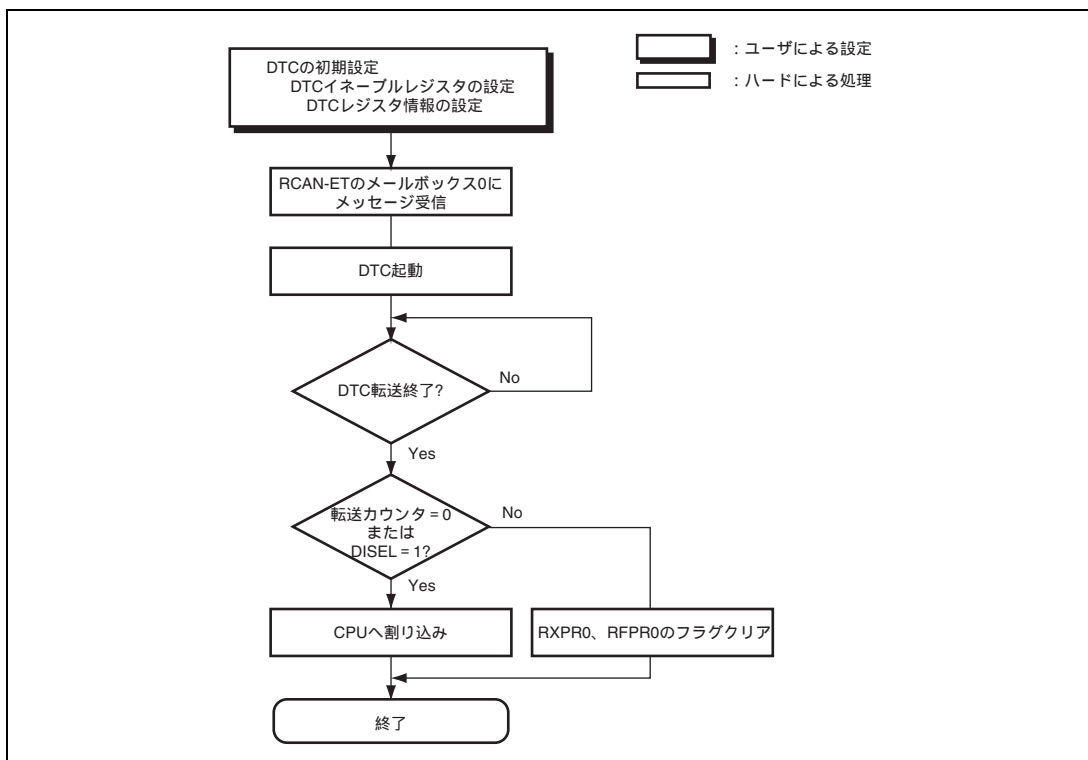 DTCの初期設定
DTCイネーブルレジスタの設定
DTCレジスタ情報の設定
：ユーザによる設定
：ハードによる処理
RCAN-ETのメールボックス0に
メッセージ受信
DTC起動
DTC転送終了?
No
Yes
転送カウンタ = 0
または
DISEL = 1?
No
Yes
CPUへ割り込み
RXPR0、RFPR0のフラグクリア
終了